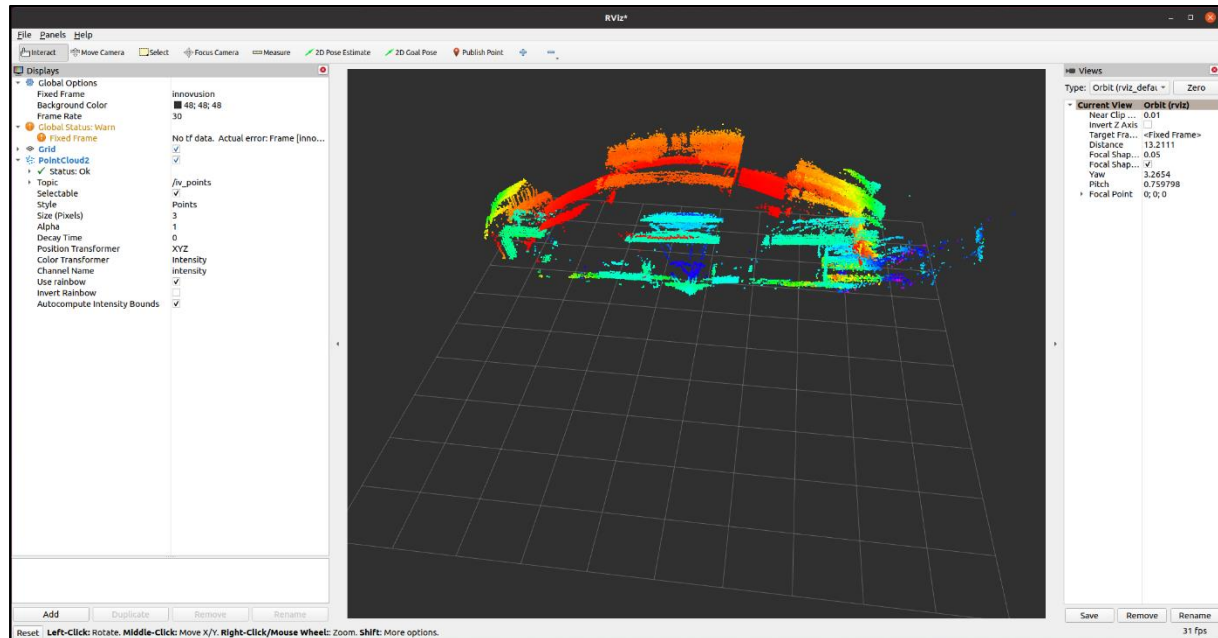 RViz*
File Panels Help
Interact Move Camera Select Focus Camera Measure 2D Pose Estimate 2D Goal Pose Publish Point
Displays
Global Options
Fixed Frame innovusion
Background Color 48; 48; 48
Frame Rate 30
Global Status: Warn
Fixed Frame No tf data. Actual error: Frame [inno...
Grid
PointCloud2
Status: Ok
Topic /iv_points
Selectable
Style Points
Size (Pixels) 3
Alpha 1
Decay Time 0
Position Transformer XYZ
Color Transformer Intensity
Channel Name intensity
Use rainbow
Invert Rainbow
Autocompute Intensity Bounds
Add Duplicate Remove Rename
Views
Type: Orbit (rviz_defau Zero
Current View Orbit (rviz)
Near Clip ... 0.01
Invert Z Axis
Target Fra... <Fixed Frame>
Distance 13.2111
Focal Shap... 0.05
Focal Shap...
Yaw 3.2654
Pitch 0.759798
Focal Point 0; 0; 0
Save Remove Rename
Reset Left-Click: Rotate. Middle-Click: Move X/Y. Right-Click/Mouse Wheel:: Zoom. Shift: More options. 31 fps